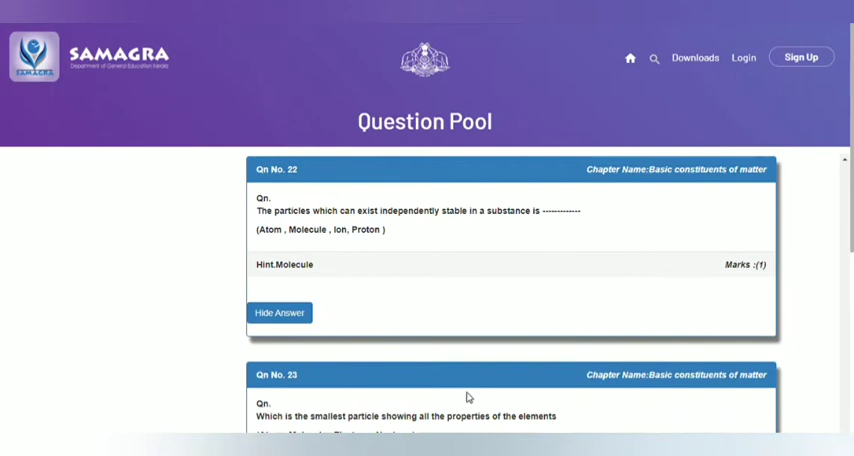 SAMAGRA
Department of General Education Kerala
SAMAGRA
Downloads
Login
Sign Up
Question Pool
Qn No. 22
Chapter Name:Basic constituents of matter
Qn.
The particles which can exist independently stable in a substance is -------------
(Atom , Molecule , Ion, Proton )
Hint.Molecule
Marks :(1)
Hide Answer
Qn No. 23
Chapter Name:Basic constituents of matter
Qn.
Which is the smallest particle showing all the properties of the elements